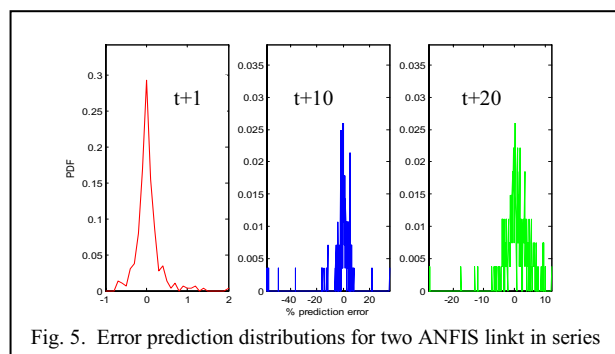 t+1
t+10
t+20
PDF
0.3
0.25
0.2
0.15
0.1
0.05
0
-1 0 1 2
0.035
0.03
0.025
0.02
0.015
0.01
0.005
0
-40 -20 0 20
0.035
0.03
0.025
0.02
0.015
0.01
0.005
0
-20 -10 0 10
% prediction error
Fig. 5. Error prediction distributions for two ANFIS linkt in series